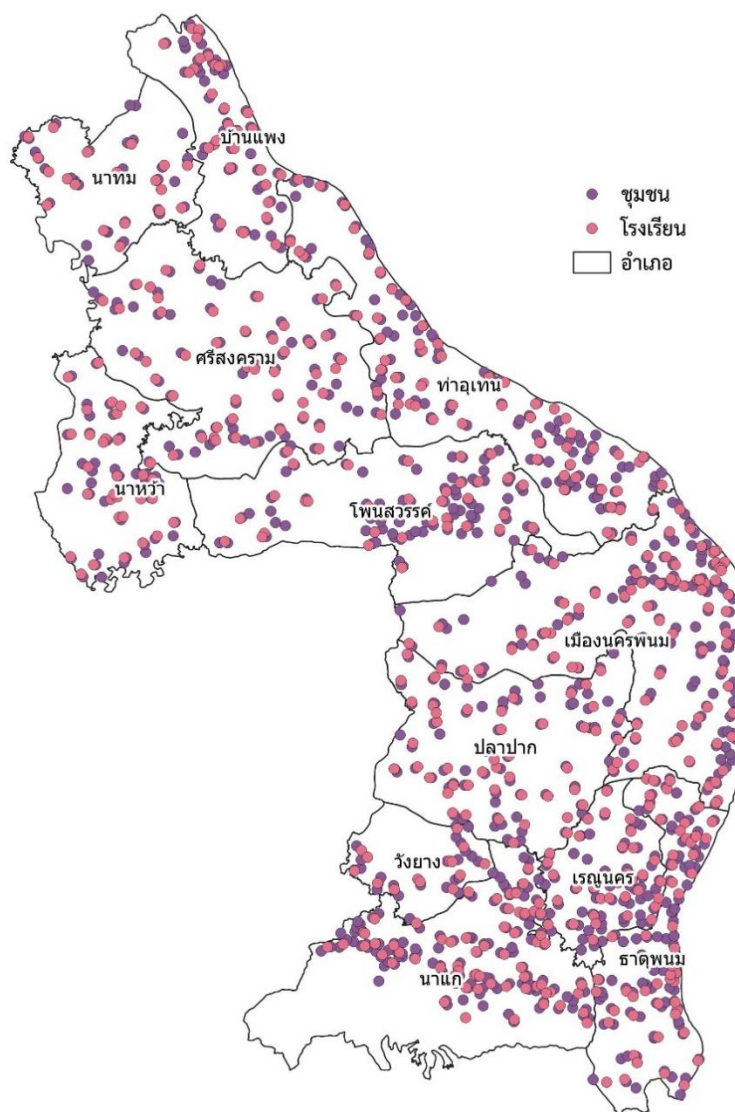 บ้านแพง
นาทม
ชุมชน
โรงเรียน
อำเภอ
ศรีสงคราม
ท่าอุเทน
นาหว้า
โพนสวรรค์
เมืองนครพนม
ปลาปาก
วังยาง
เรณูนคร
ธาตุพนม
นาแก